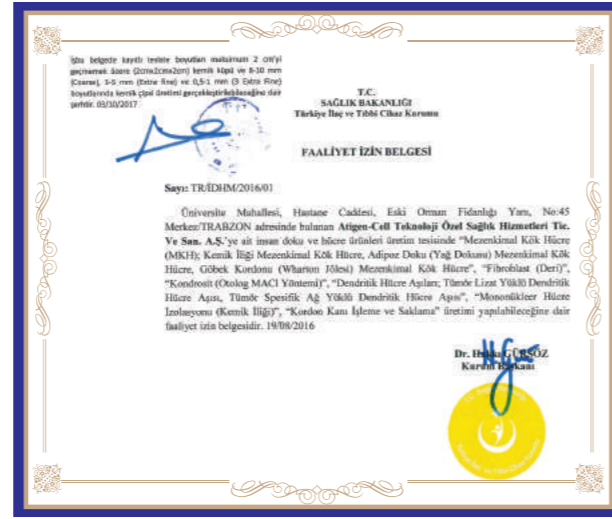 İşbu belgede kayıtlı tesiste boyutları maksimum 2 cm'yi
geçmemek üzere (2cmx2cmx2cm) kemik küpü ve 8-10 mm
(Coarse), 1-5 mm (Extra fine) ve 0,5-1 mm (3 Extra Fine)
boyutlarında kemik çipsi üretimi gerçekleştirilebileceğine dair
şerhtir. 03/10/2017
T.C.
SAĞLIK BAKANLIĞI
Türkiye İlaç ve Tıbbi Cihaz Kurumu
FAALİYET İZİN BELGESİ
Sayı: TR/İDHM/2016/01
Üniversite Mahallesi, Hastane Caddesi, Eski Orman Fidanlığı Yanı, No:45
Merkez/TRABZON adresinde bulunan Atigen-Cell Teknoloji Özel Sağlık Hizmetleri Tic.
Ve San. A.Ş.'ye ait insan doku ve hücre ürünleri üretim tesisinde "Mezenkimal Kök Hücre
(MKH); Kemik İliği Mezenkimal Kök Hücre, Adipoz Doku (Yağ Dokusu) Mezenkimal Kök
Hücre, Göbek Kordonu (Wharton Jölesi) Mezenkimal Kök Hücre", "Fibroblast (Deri)",
"Kondrosit (Otolog MACI Yöntemi)", "Dendritik Hücre Aşıları; Tümör Lizat Yüklü Dendritik
Hücre Aşısı, Tümör Spesifik Ağ Yüklü Dendritik Hücre Aşısı", "Mononükleer Hücre
İzolasyonu (Kemik İliği)", "Kordon Kanı İşleme ve Saklama" üretimi yapılabileceğine dair
faaliyet izin belgesidir. 19/08/2016
Dr. Hakkı GÜRSÖZ
Kurum Başkanı